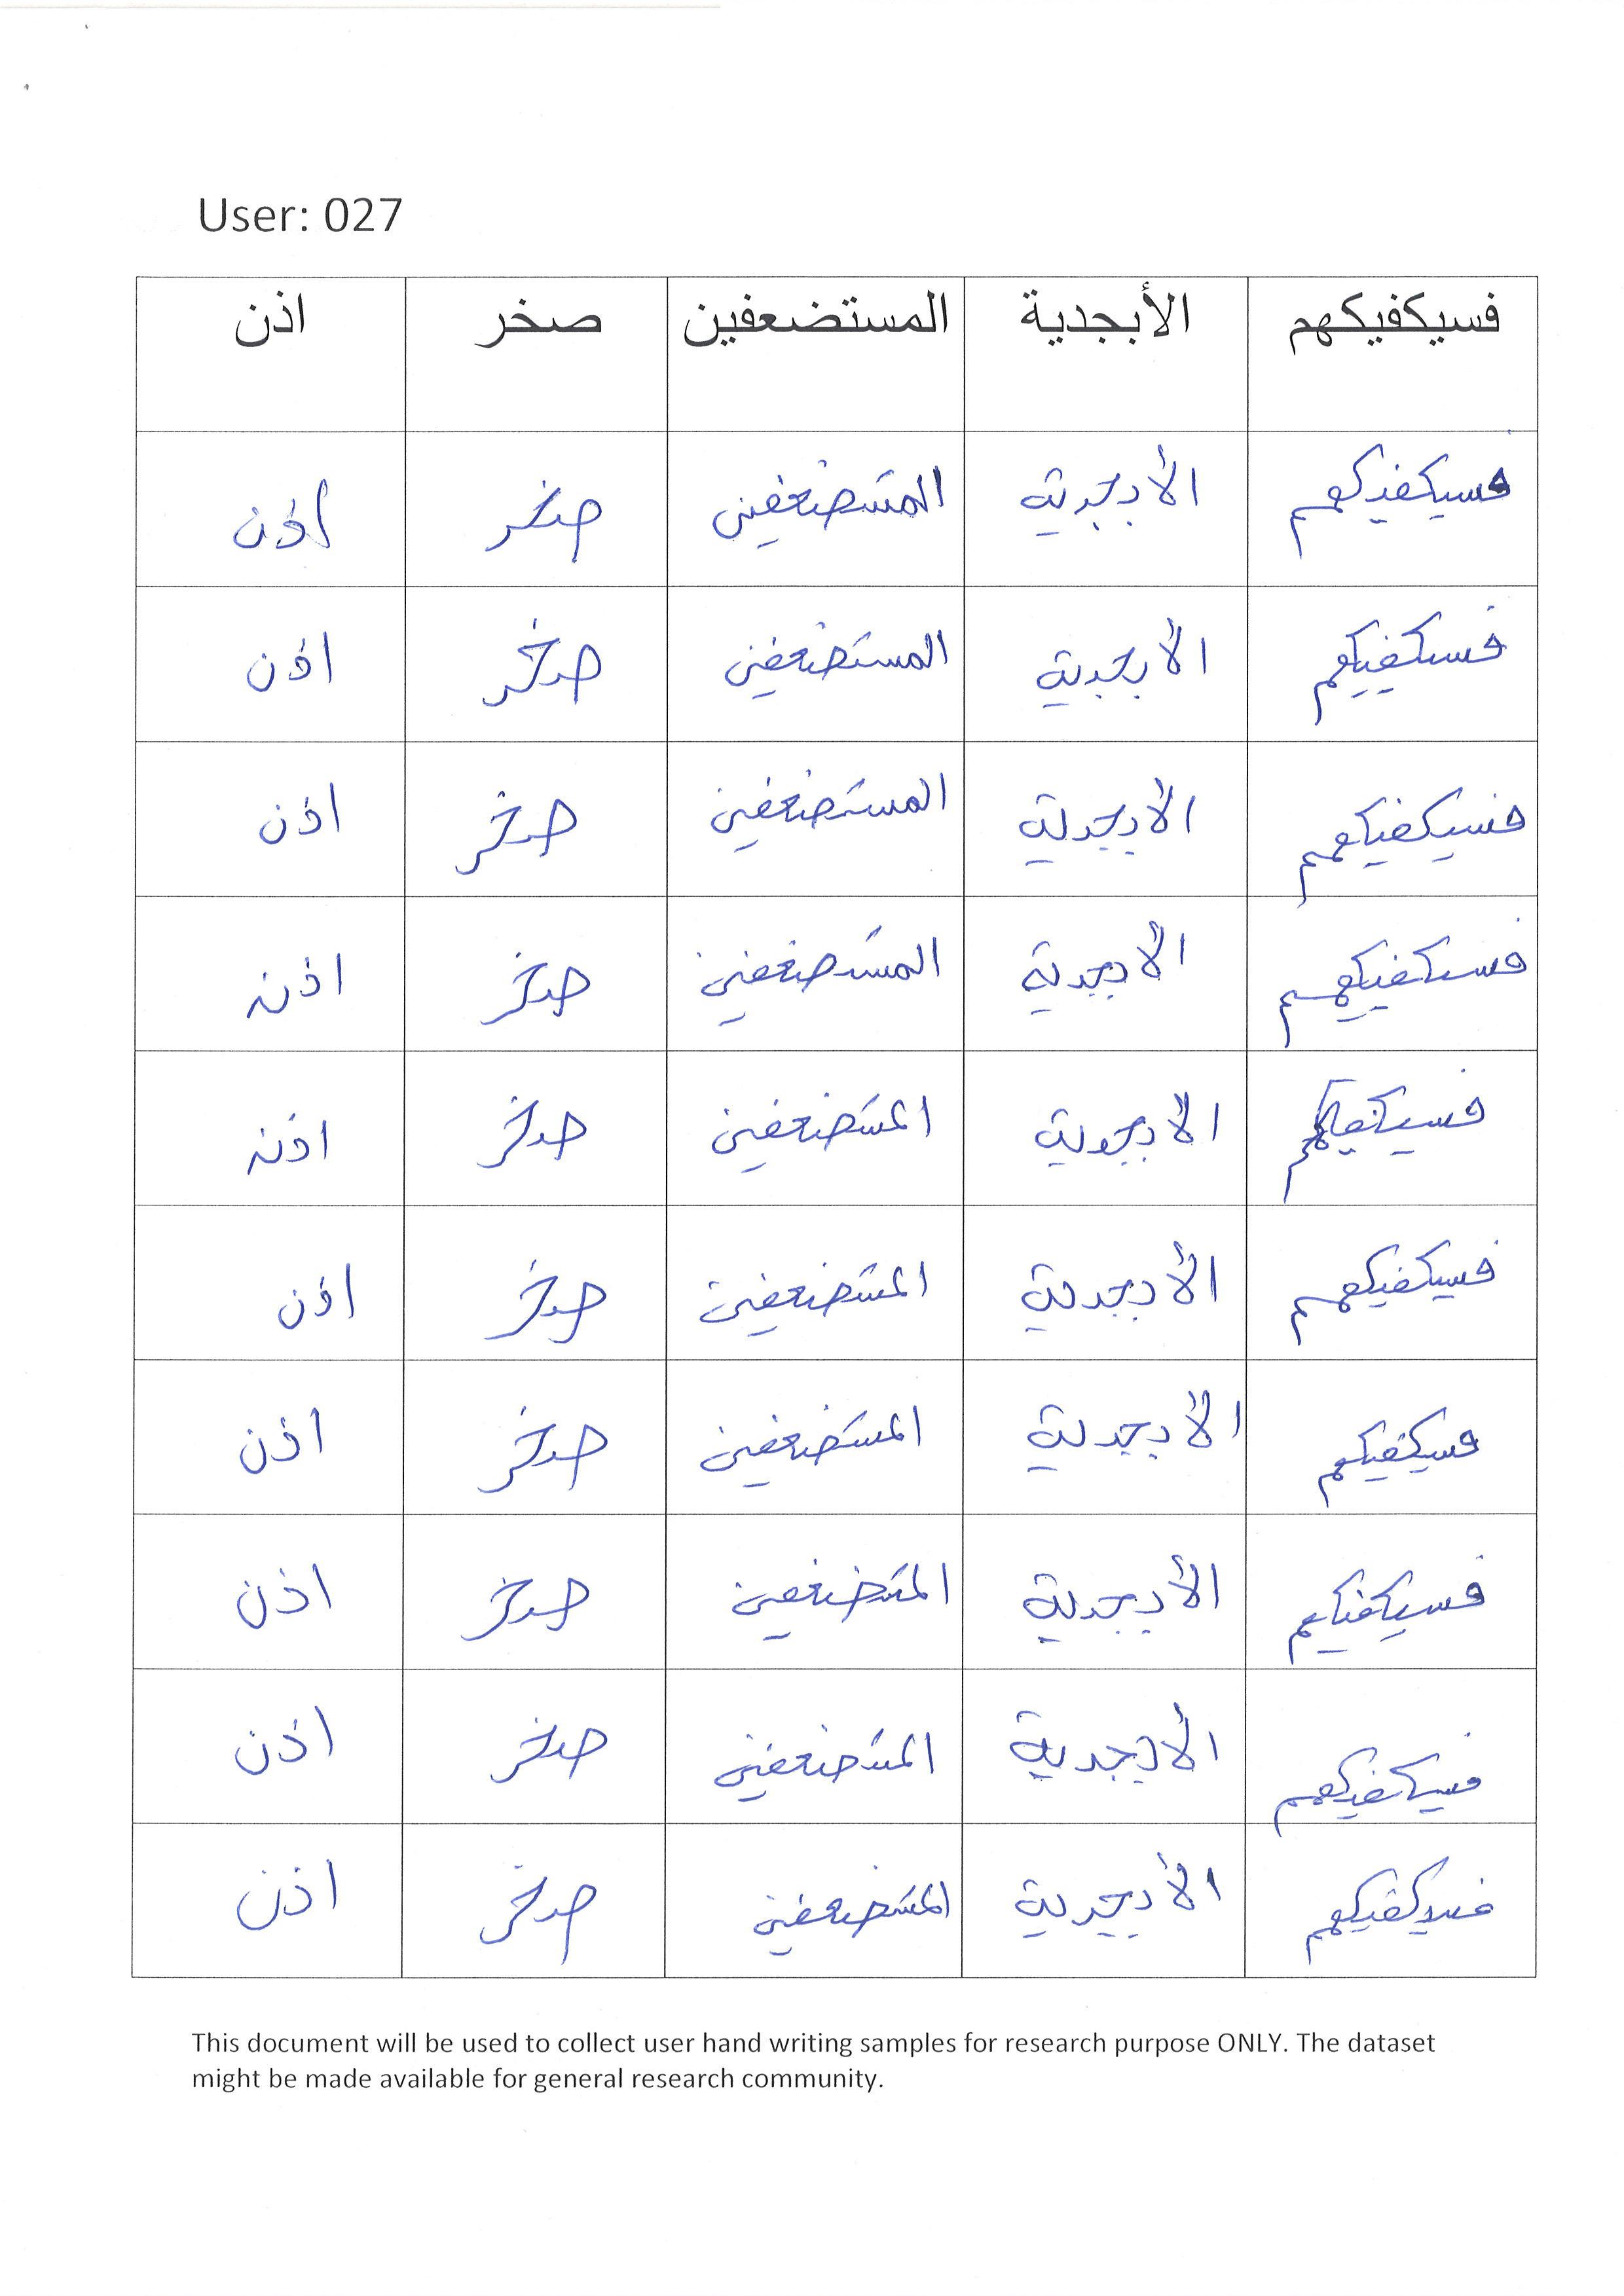 User: 027
فسيكفيكهم الأبجدية المستضعفين صخر اذن
فسيكفيكهم الأبجدية المستضعفين صخر اذن
فسيكفيكهم الأبجدية المستضعفين صخر اذن
فسيكفيكهم الأبجدية المستضعفين صخر اذن
فسيكفيكهم الأبجدية المستضعفين صخر اذن
فسيكفيكهم الأبجدية المستضعفين صخر اذن
فسيكفيكهم الأبجدية المستضعفين صخر اذن
فسيكفيكهم الأبجدية المستضعفين صخر اذن
فسيكفيكهم الأبجدية المستضعفين صخر اذن
فسيكفيكهم الأبجدية المستضعفين صخر اذن
فسيكفيكهم الأبجدية المستضعفين صخر اذن
This document will be used to collect user hand writing samples for research purpose ONLY. The dataset
might be made available for general research community.